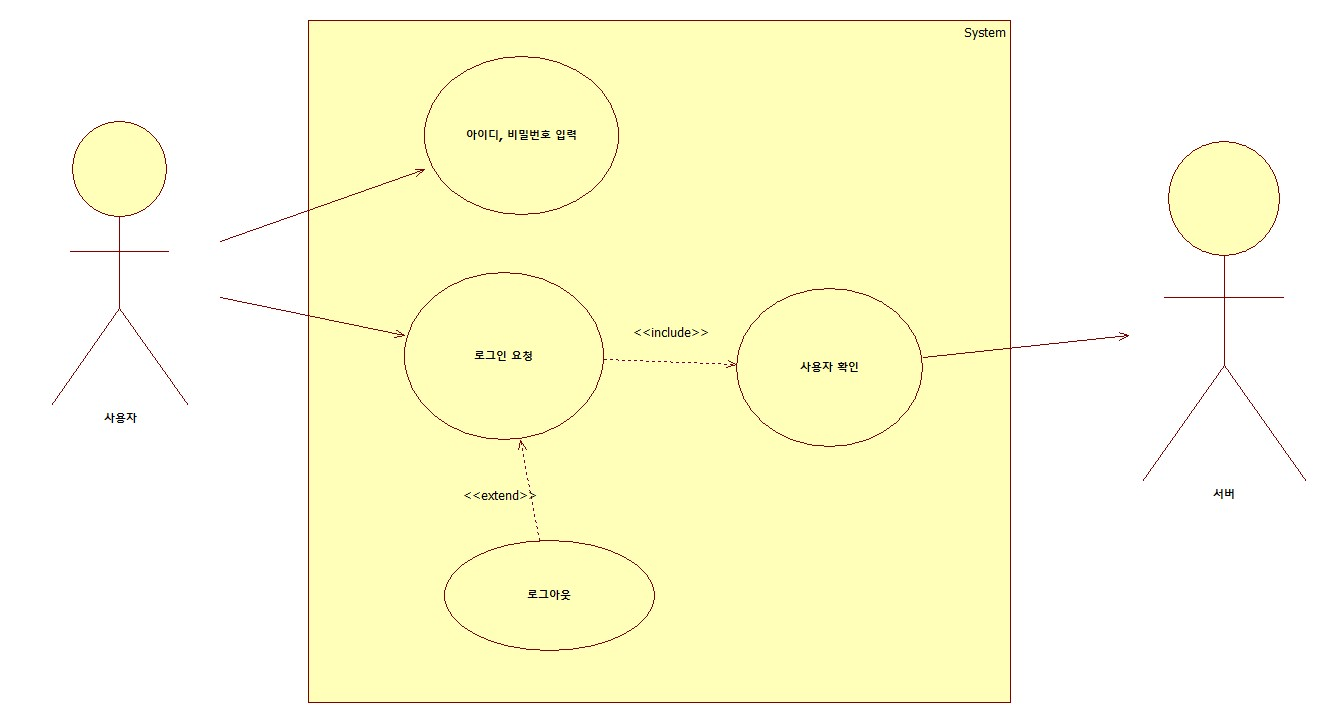 System
아이디, 비밀번호 입력
사용자
로그인 요청
<<include>>
사용자 확인
<<extend>>
로그아웃
서버